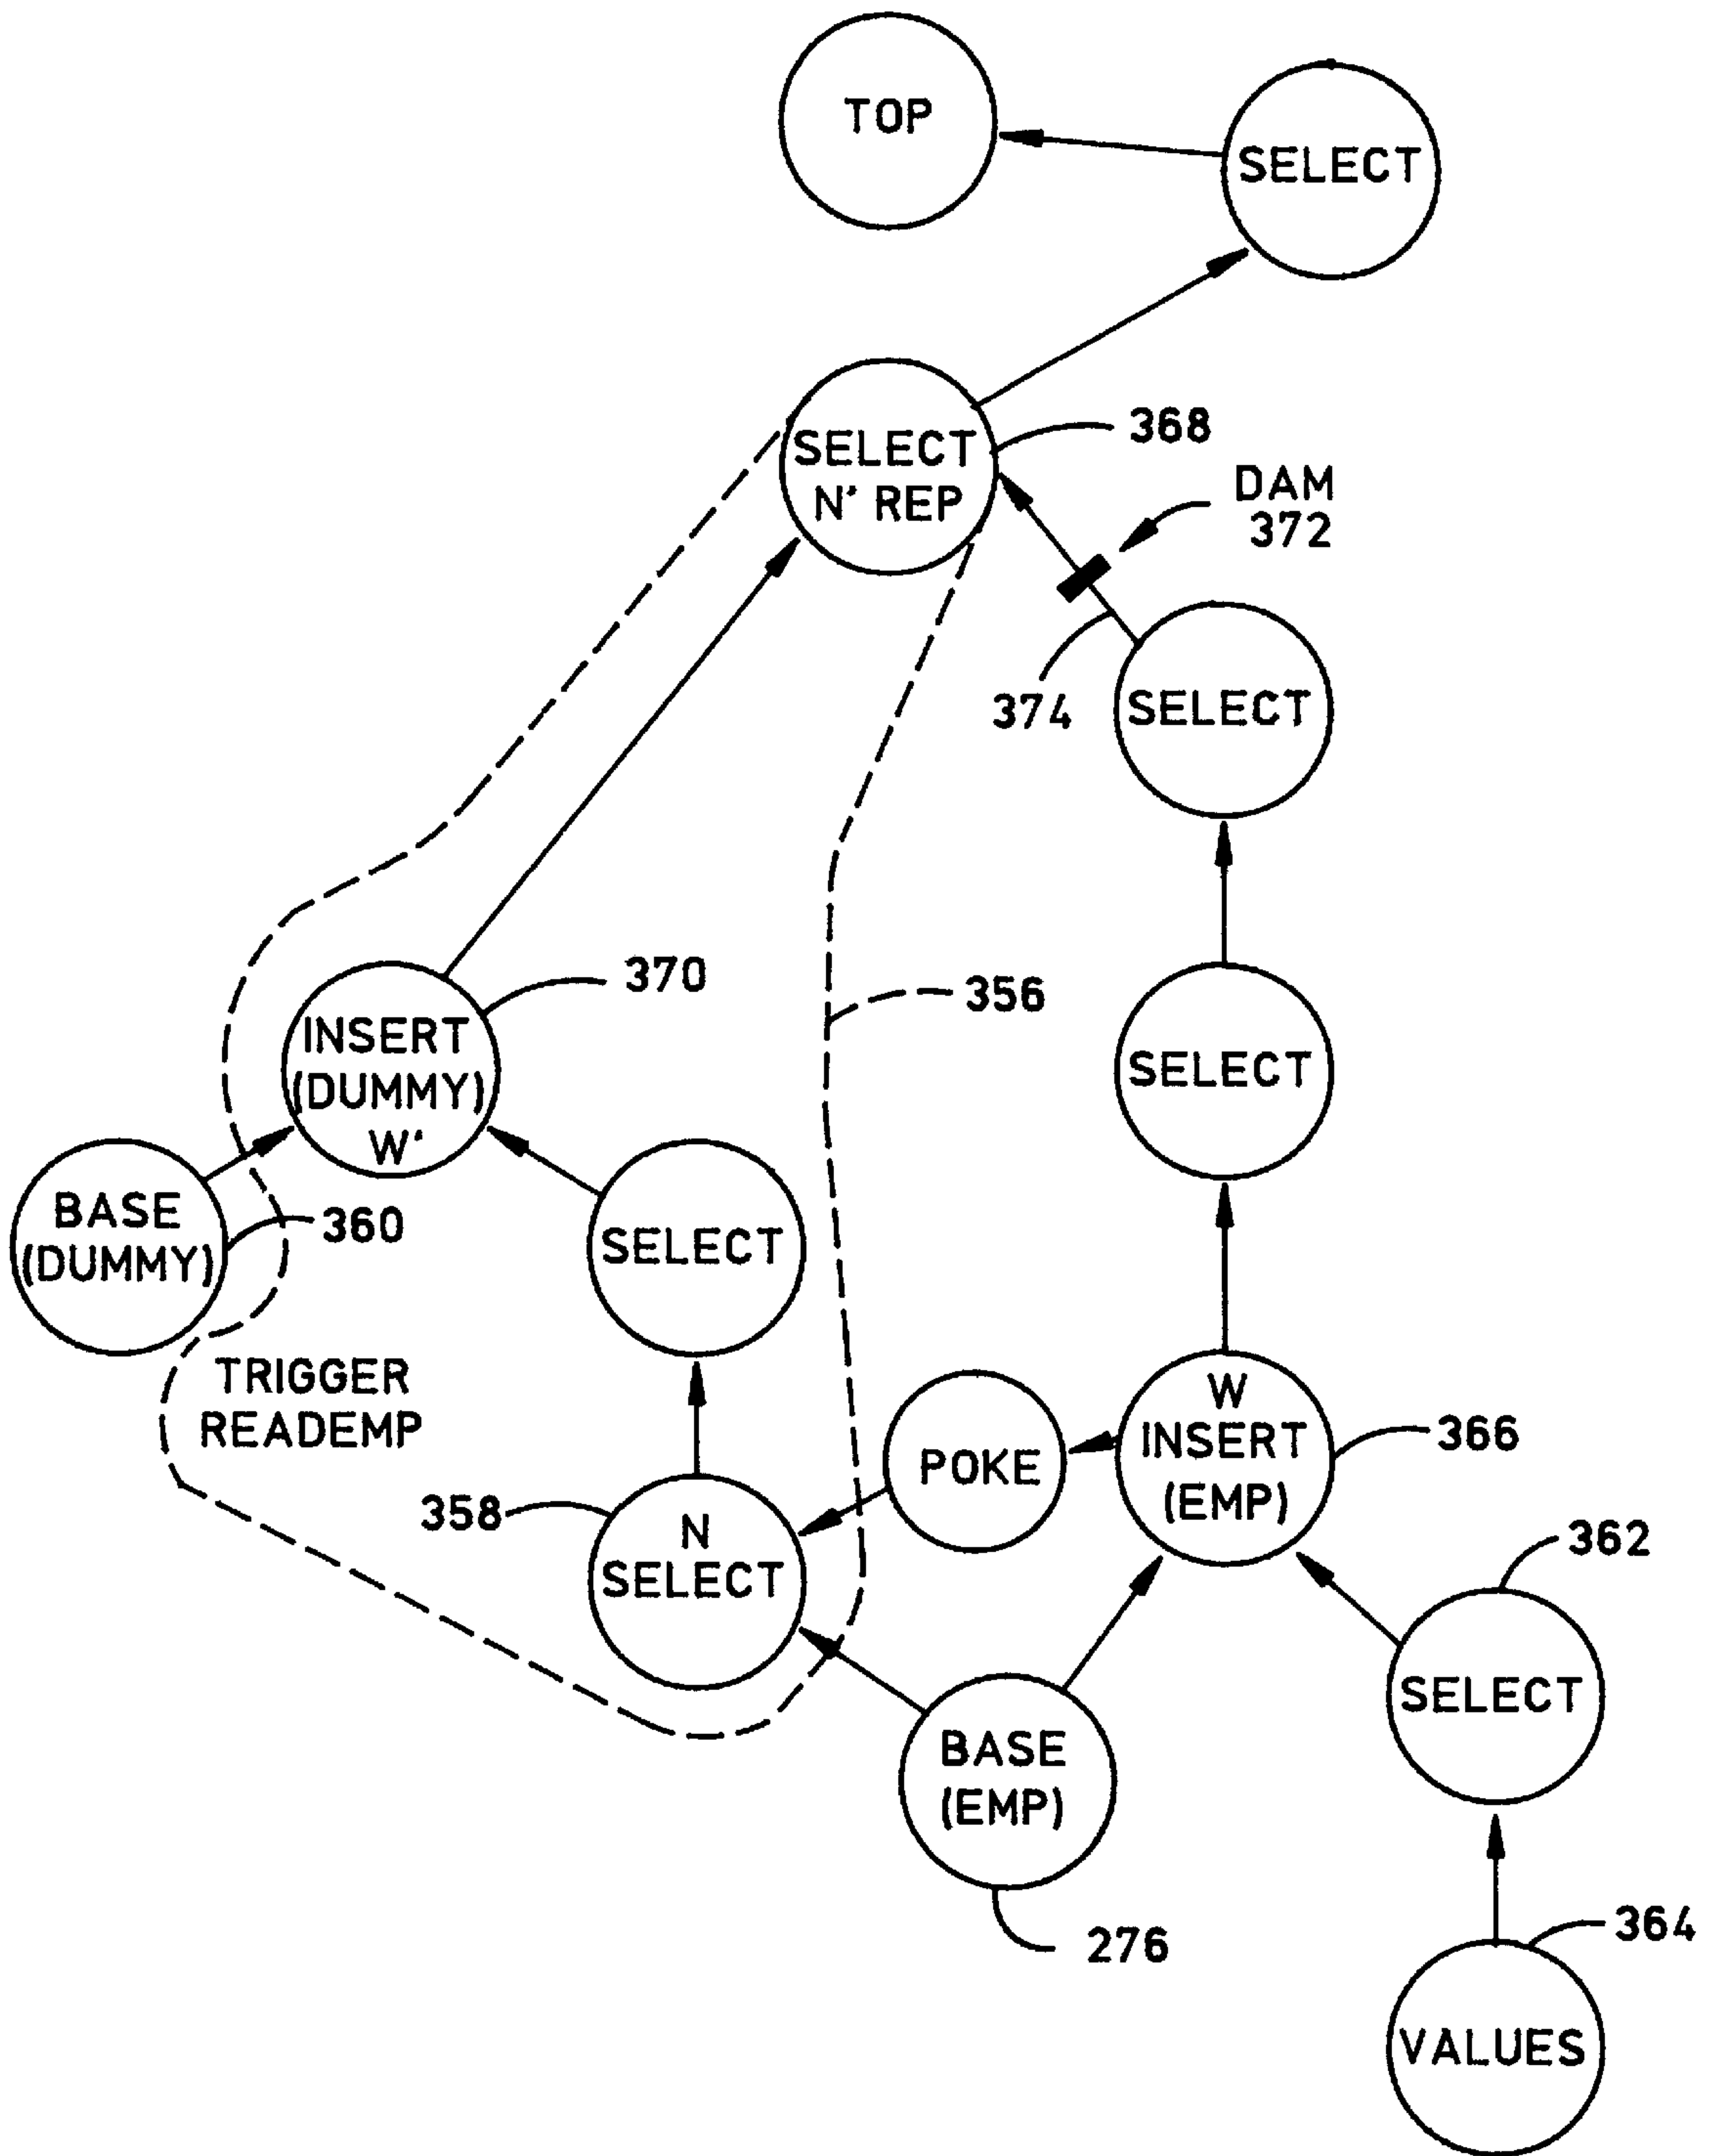 TOP
SELECT
SELECT
N' REP
368
DAM
372
374
SELECT
370
356
INSERT
(DUMMY)
W'
SELECT
BASE
(DUMMY)
360
SELECT
TRIGGER
READEMP
W
INSERT
(EMP)
366
POKE
358
N
SELECT
362
SELECT
BASE
(EMP)
276
364
VALUES